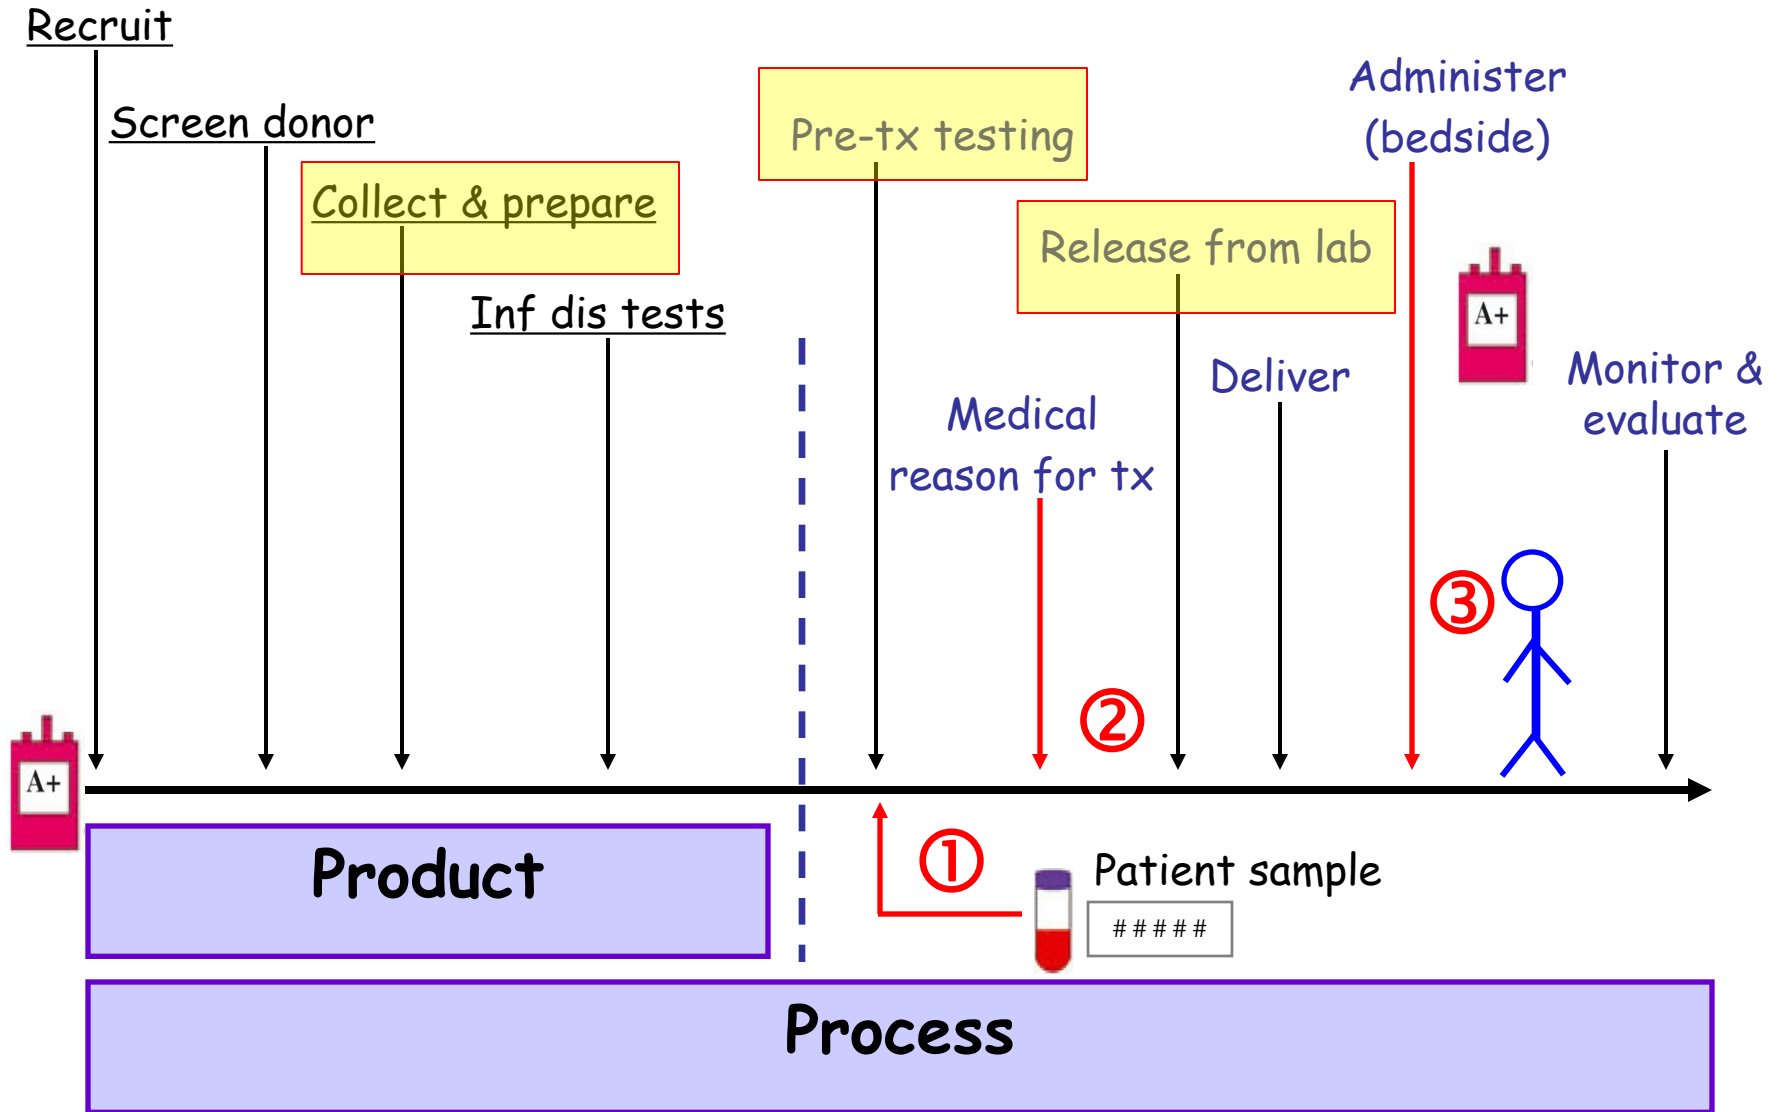 Recruit
Screen donor
Collect & prepare
Inf dis tests
Pre-tx testing
Medical
reason for tx
Release from lab
Deliver
Administer
(bedside)
A+
Monitor &
evaluate
③
②
A+
①
Patient sample
#####
Product
Process